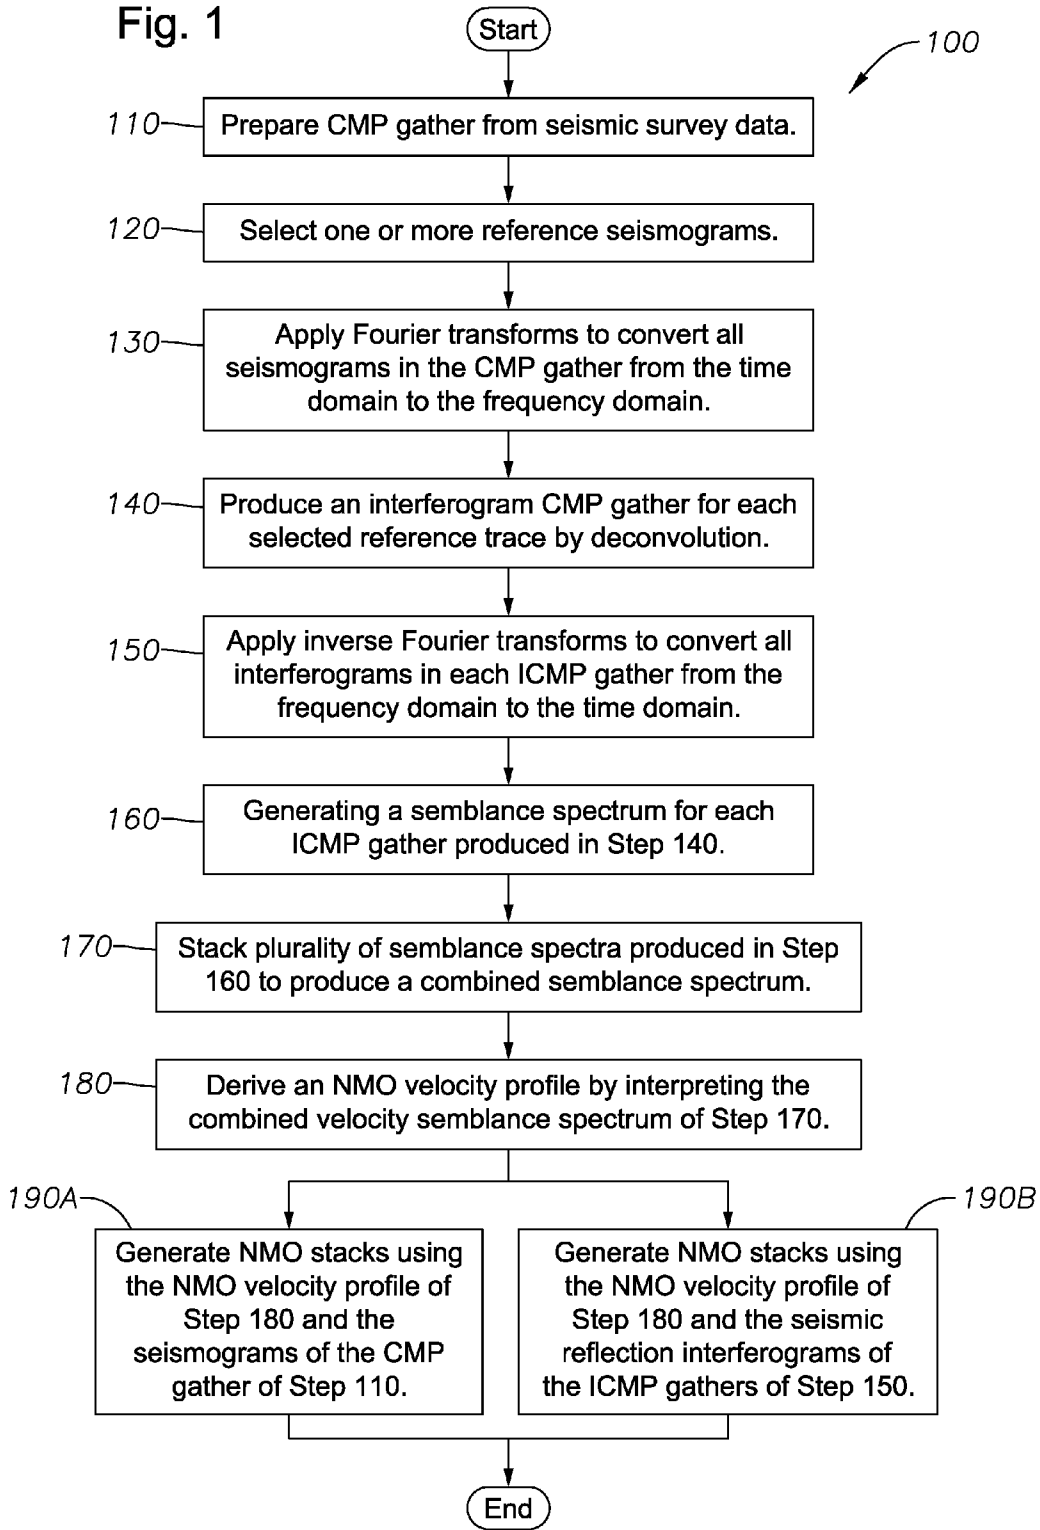 Fig. 1
Start
100
110
Prepare CMP gather from seismic survey data.
120
Select one or more reference seismograms.
130
Apply Fourier transforms to convert all
seismograms in the CMP gather from the time
domain to the frequency domain.
140
Produce an interferogram CMP gather for each
selected reference trace by deconvolution.
150
Apply inverse Fourier transforms to convert all
interferograms in each ICMP gather from the
frequency domain to the time domain.
160
Generating a semblance spectrum for each
ICMP gather produced in Step 140.
170
Stack plurality of semblance spectra produced in Step
160 to produce a combined semblance spectrum.
180
Derive an NMO velocity profile by interpreting the
combined velocity semblance spectrum of Step 170.
190A
Generate NMO stacks using
the NMO velocity profile of
Step 180 and the
seismograms of the CMP
gather of Step 110.
190B
Generate NMO stacks using
the NMO velocity profile of
Step 180 and the seismic
reflection interferograms of
the ICMP gathers of Step 150.
End